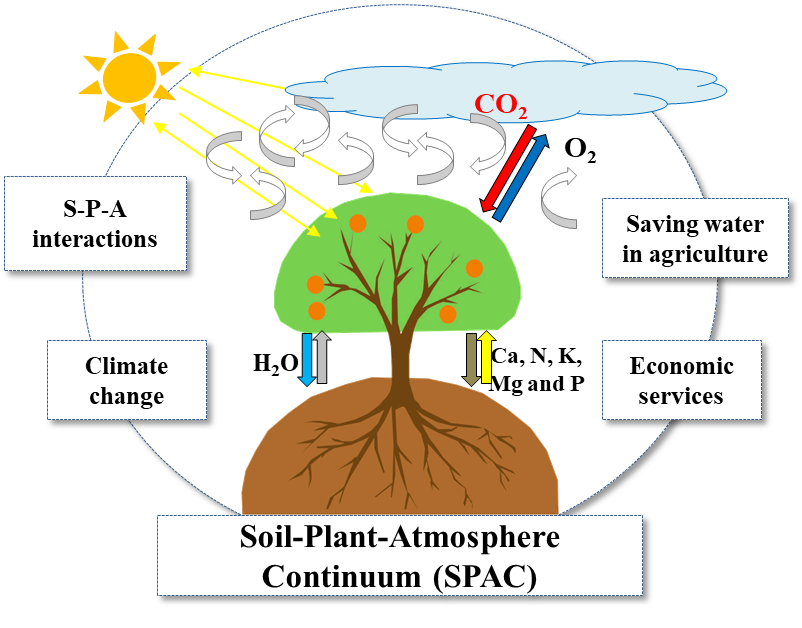 CO₂
O₂
S-P-A
interactions
Saving water
in agriculture
H₂O
Ca, N, K,
Mg and P
Climate
change
Economic
services
Soil-Plant-Atmosphere
Continuum (SPAC)